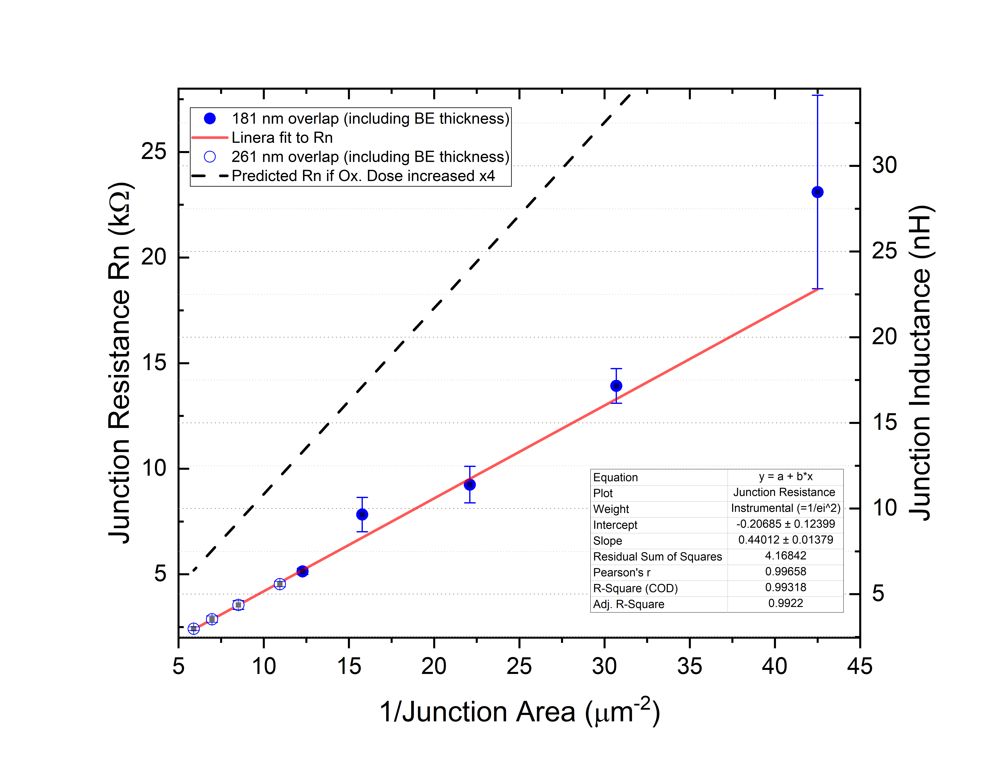 181 nm overlap (including BE thickness)
Linera fit to Rn
261 nm overlap (including BE thickness)
Predicted Rn if Ox. Dose increased x4
Junction Resistance Rn (kΩ)
25
20
15
10
5
Junction Inductance (nH)
30
25
20
15
10
5
Equation y = a + b*x
Plot Junction Resistance
Weight Instrumental (=1/ei^2)
Intercept -0.20685 ± 0.12399
Slope 0.44012 ± 0.01379
Residual Sum of Squares 4.16842
Pearson's r 0.99658
R-Square (COD) 0.99318
Adj. R-Square 0.9922
5 10 15 20 25 30 35 40 45
1/Junction Area (μm⁻²)